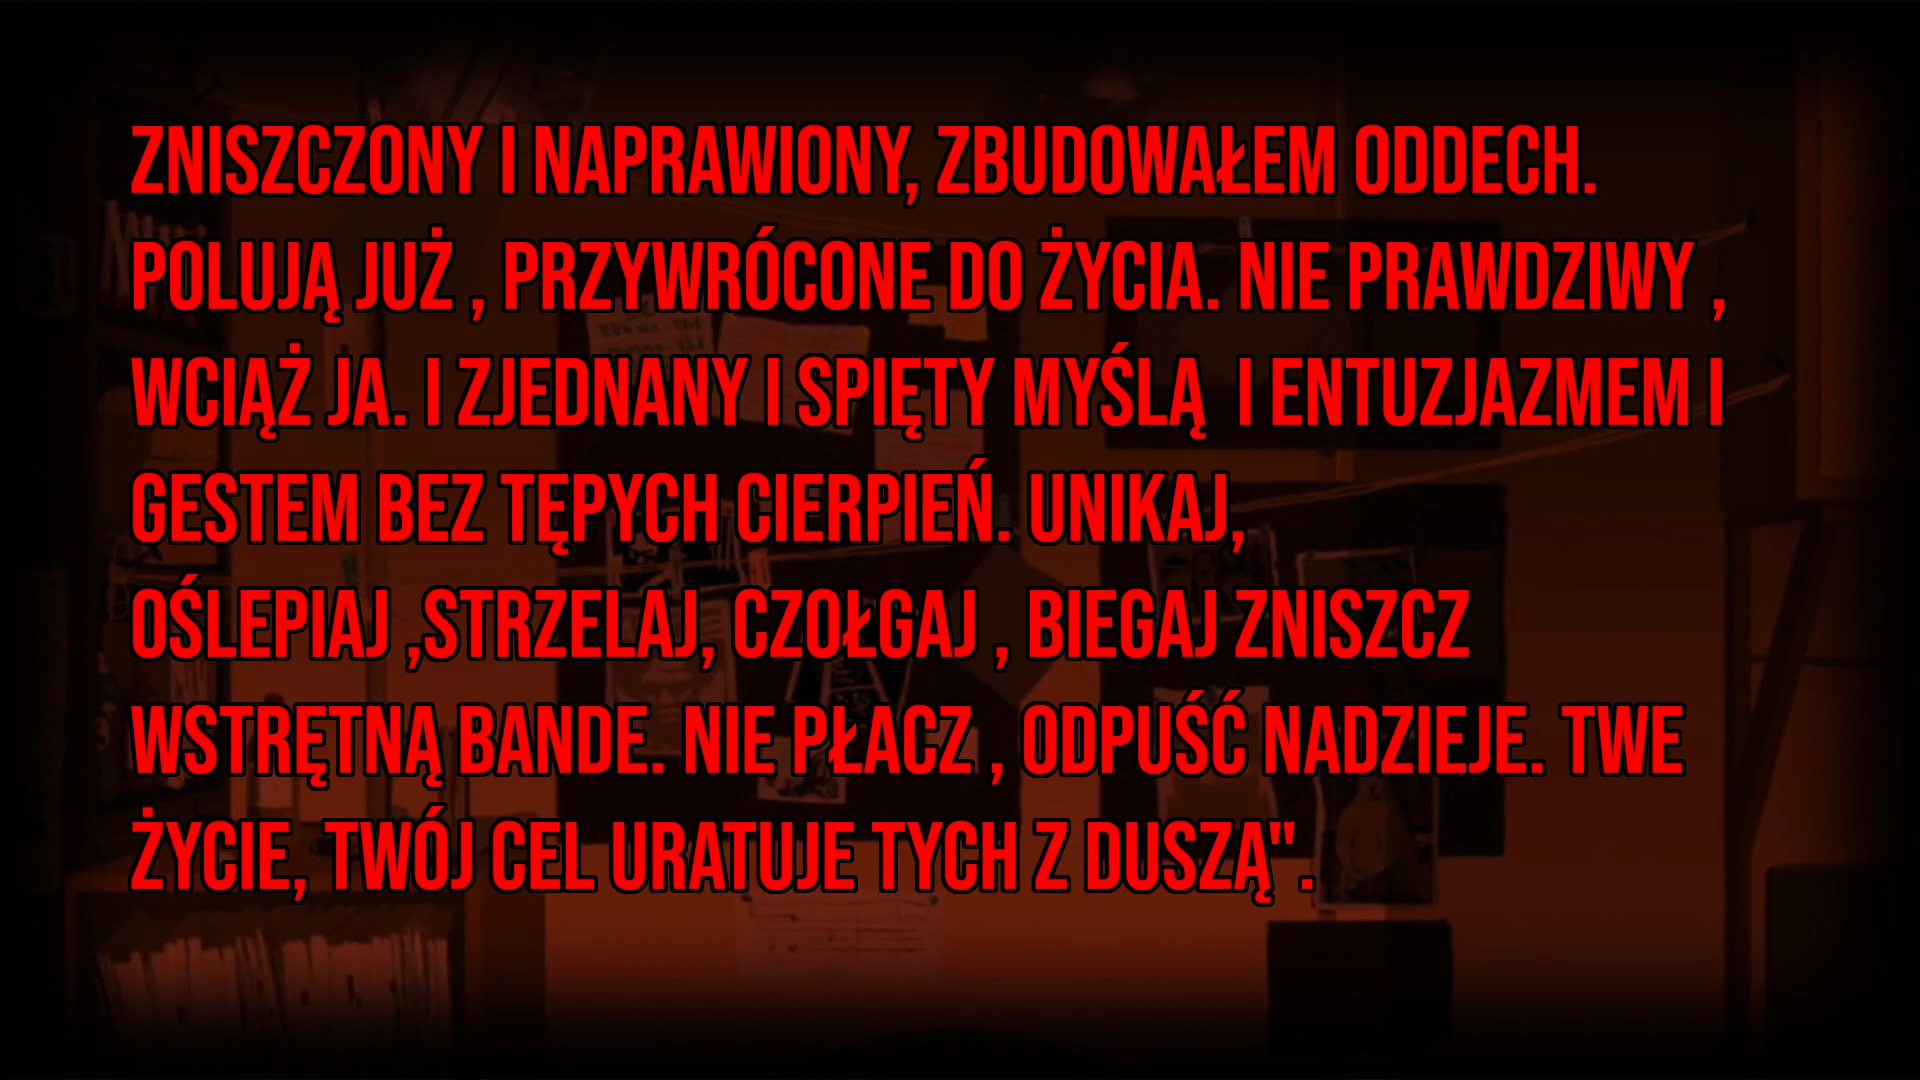 ZNISZCZONY I NAPRAWIONY, ZBUDOWAŁEM ODDECH.
POLUJĄ JUŻ , PRZYWRÓCONE DO ŻYCIA. NIE PRAWDZIWY ,
WCIĄŻ JA. I ZJEDNANY I SPIĘTY MYŚLĄ  I ENTUZJAZMEM I
GESTEM BEZ TĘPYCH CIERPIEŃ. UNIKAJ,
OŚLEPIAJ ,STRZELAJ, CZOŁGAJ , BIEGAJ ZNISZCZ
WSTRĘTNĄ BANDE. NIE PŁACZ , ODPUŚĆ NADZIEJE. TWE
ŻYCIE, TWÓJ CEL URATUJE TYCH Z DUSZĄ".